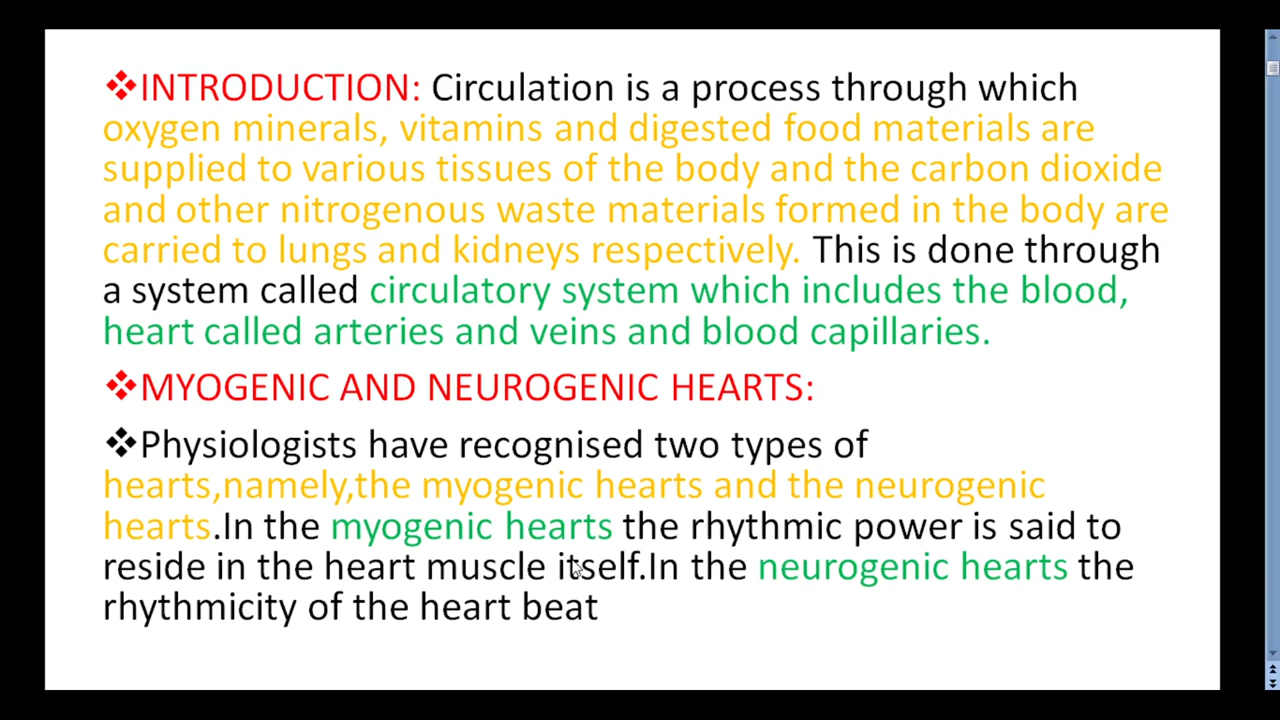 ❖INTRODUCTION: Circulation is a process through which
oxygen minerals, vitamins and digested food materials are
supplied to various tissues of the body and the carbon dioxide
and other nitrogenous waste materials formed in the body are
carried to lungs and kidneys respectively. This is done through
a system called circulatory system which includes the blood,
heart called arteries and veins and blood capillaries.
❖MYOGENIC AND NEUROGENIC HEARTS:
❖Physiologists have recognised two types of
hearts,namely,the myogenic hearts and the neurogenic
hearts.In the myogenic hearts the rhythmic power is said to
reside in the heart muscle itself.In the neurogenic hearts the
rhythmicity of the heart beat